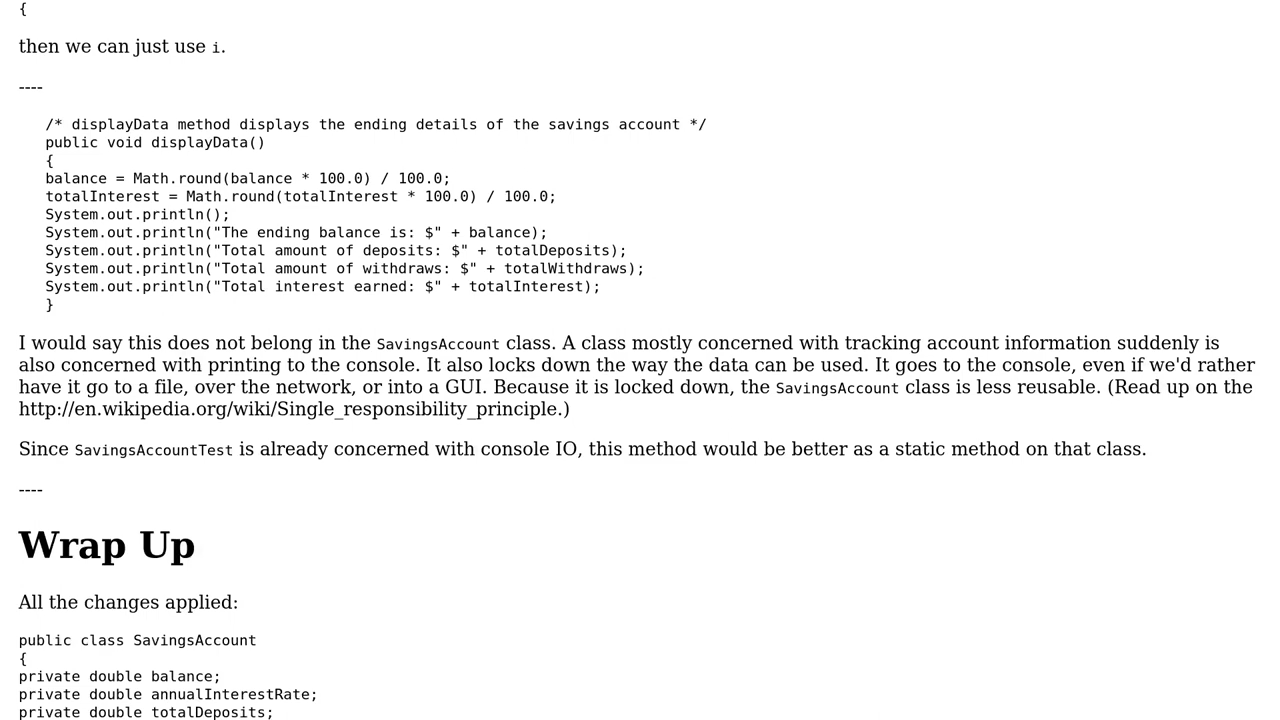 {
then we can just use i.
----
/* displayData method displays the ending details of the savings account */
public void displayData()
{
balance = Math.round(balance * 100.0) / 100.0;
totalInterest = Math.round(totalInterest * 100.0) / 100.0;
System.out.println();
System.out.println("The ending balance is: $" + balance);
System.out.println("Total amount of deposits: $" + totalDeposits);
System.out.println("Total amount of withdraws: $" + totalWithdraws);
System.out.println("Total interest earned: $" + totalInterest);
}
I would say this does not belong in the SavingsAccount class. A class mostly concerned with tracking account information suddenly is
also concerned with printing to the console. It also locks down the way the data can be used. It goes to the console, even if we'd rather
have it go to a file, over the network, or into a GUI. Because it is locked down, the SavingsAccount class is less reusable. (Read up on the
http://en.wikipedia.org/wiki/Single_responsibility_principle.)
Since SavingsAccountTest is already concerned with console IO, this method would be better as a static method on that class.
----
Wrap Up
All the changes applied:
public class SavingsAccount
{
private double balance;
private double annualInterestRate;
private double totalDeposits;